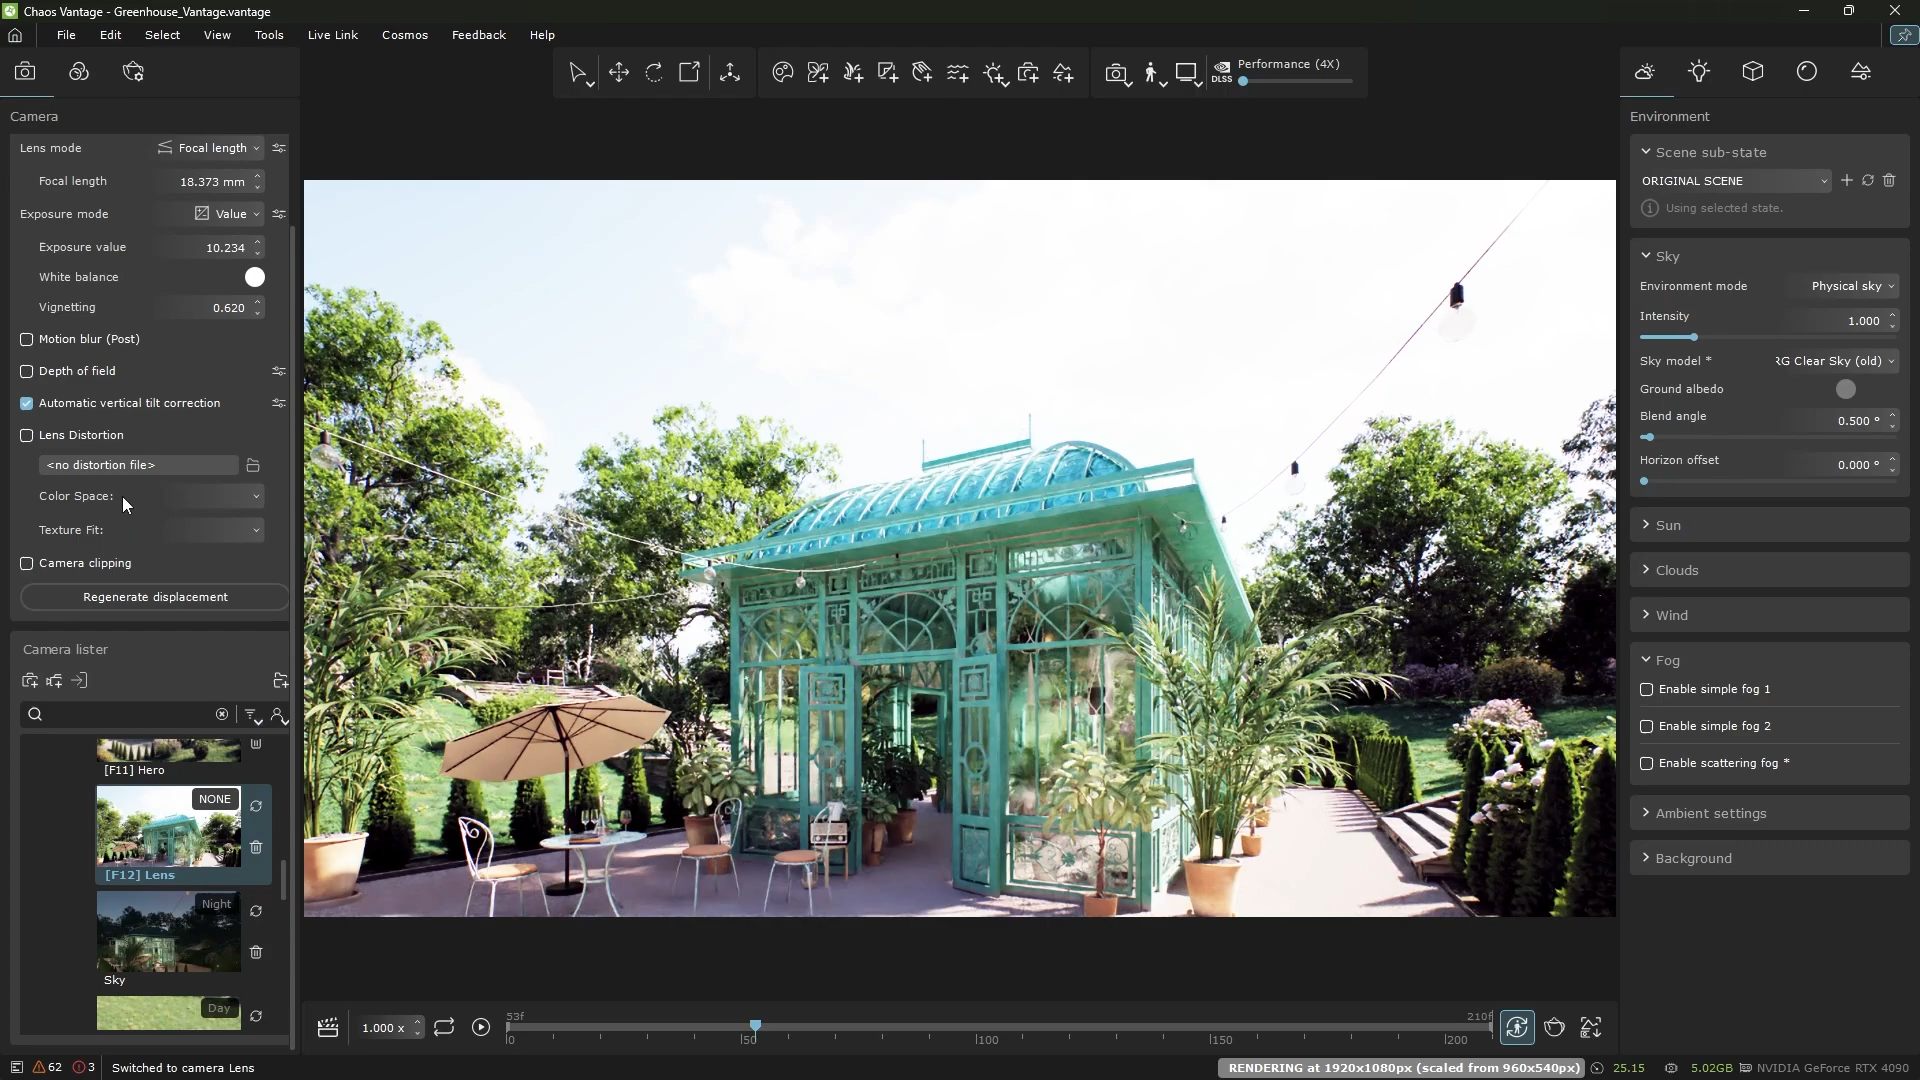 Chaos Vantage - Greenhouse_Vantage.vantage
File Edit Select View Tools Live Link Cosmos Feedback Help
DLSS
Performance (4X)
Camera
Lens mode Focal length
Focal length 18.373 mm
Exposure mode Value
Exposure value 10.234
White balance
Vignetting 0.620
Motion blur (Post)
Depth of field
Automatic vertical tilt correction
Lens Distortion
<no distortion file>
Color Space:
Texture Fit:
Camera clipping
Regenerate displacement
Camera lister
[F11] Hero
NONE
[F12] Lens
Night
Sky
Day
Environment
Scene sub-state
ORIGINAL SCENE
Using selected state.
Sky
Environment mode Physical sky
Intensity 1.000
Sky model * RG Clear Sky (old)
Ground albedo
Blend angle 0.500 °
Horizon offset 0.000 °
Sun
Clouds
Wind
Fog
Enable simple fog 1
Enable simple fog 2
Enable scattering fog *
Ambient settings
Background
1.000 x
53f 210f
0 50 100 150 200
62 3 Switched to camera Lens
RENDERING at 1920x1080px (scaled from 960x540px) 25.15 5.02GB NVIDIA GeForce RTX 4090